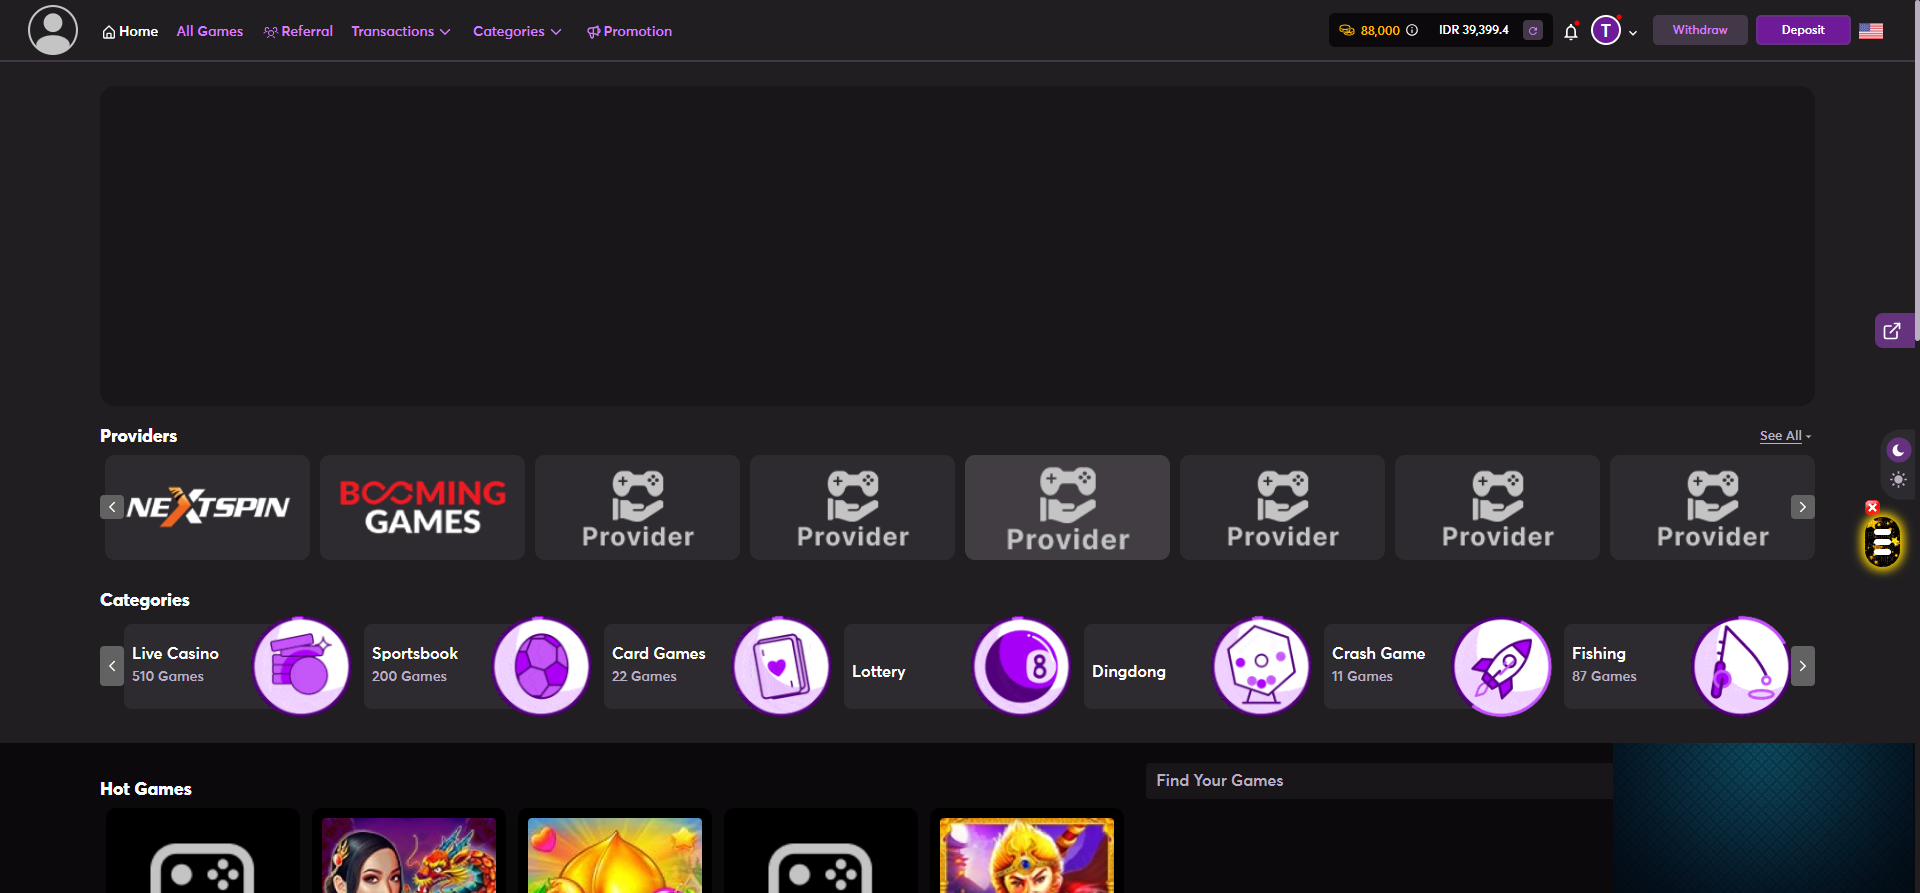 Home
All Games
Referral
Transactions
Categories
Promotion
88,000
IDR 39,399.4
T
Withdraw
Deposit
Providers
See All
NEXTSPIN
BOOMING
GAMES
Provider
Provider
Provider
Provider
Provider
Provider
Categories
Live Casino
510 Games
Sportsbook
200 Games
Card Games
22 Games
Lottery
8
Dingdong
Crash Game
11 Games
Fishing
87 Games
Hot Games
Find Your Games